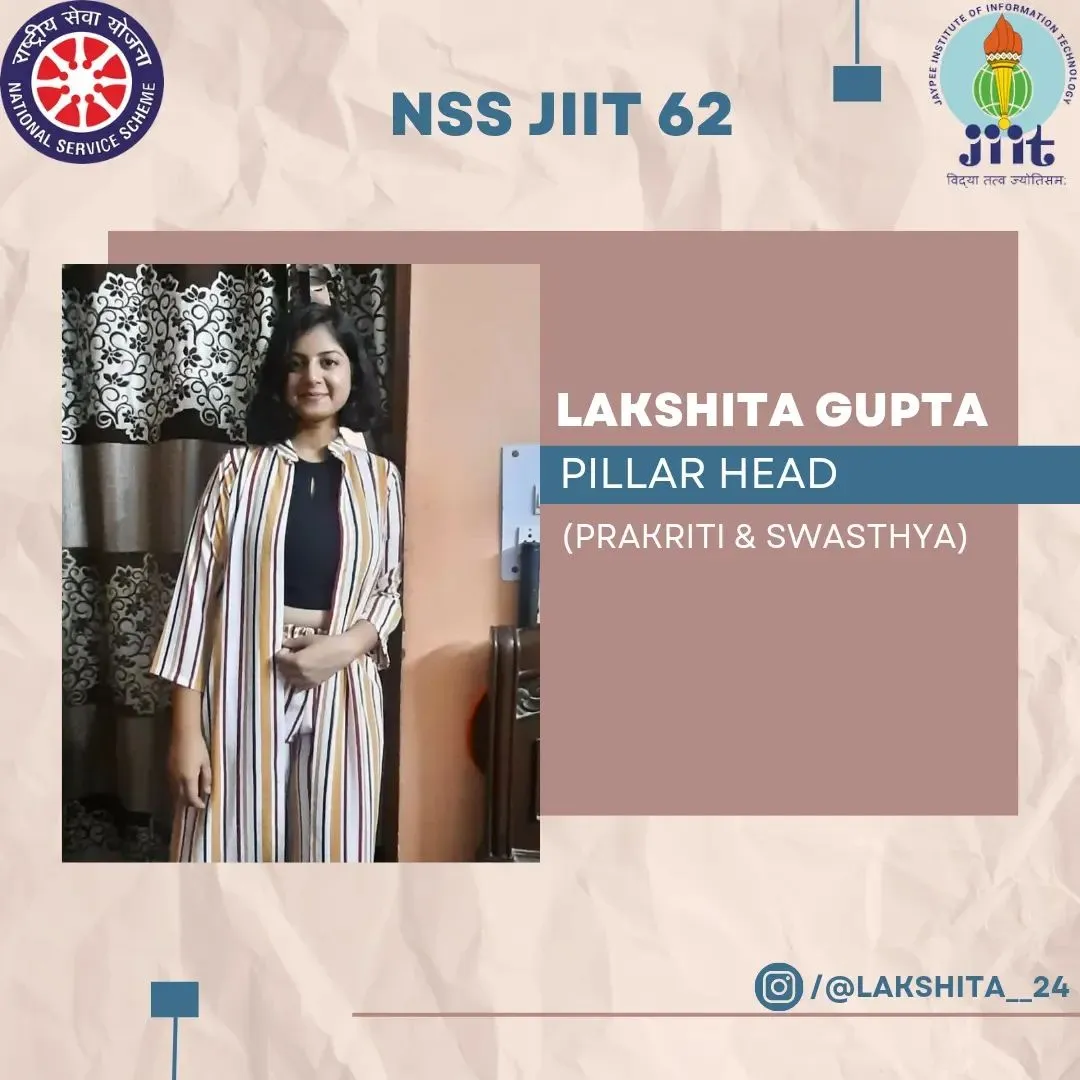 राष्ट्रीय सेवा योजना
NATIONAL SERVICE SCHEME
NSS JIIT 62
JAYPEE INSTITUTE OF INFORMATION TECHNOLOGY
jiit
विद्या तत्व ज्योतिसम:
LAKSHITA GUPTA
PILLAR HEAD
(PRAKRITI & SWASTHYA)
/@LAKSHITA__24